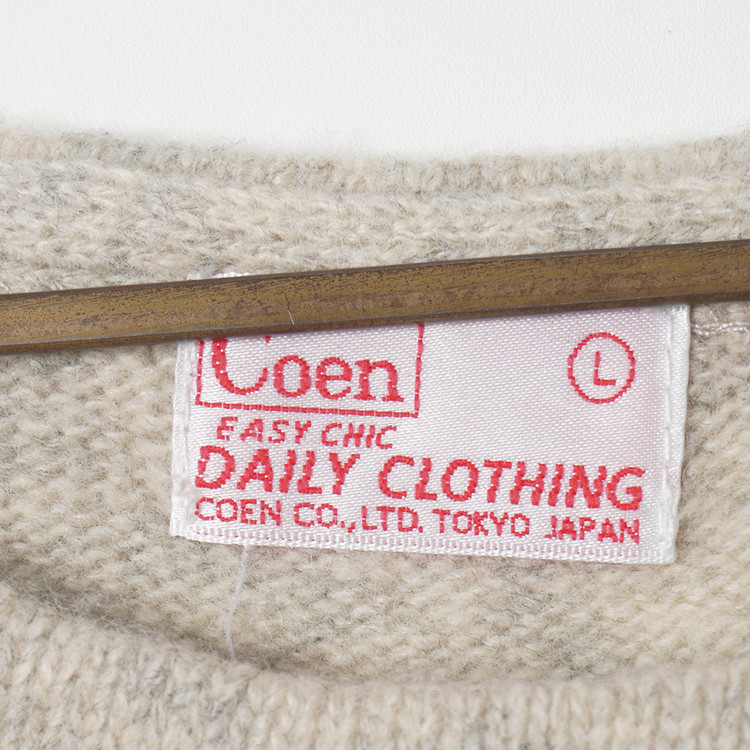 Coen
L
EASY CHIC
DAILY CLOTHING
COEN CO.,LTD. TOKYO JAPAN